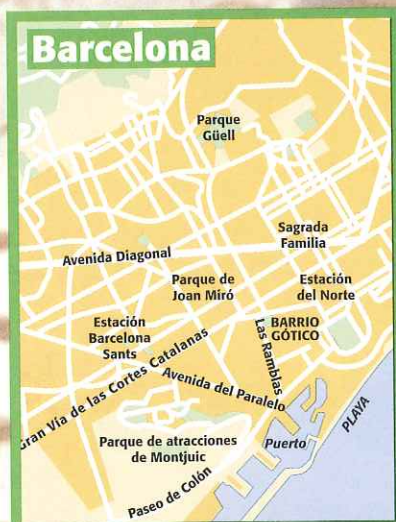 Barcelona
Parque
Güell
Sagrada
Familia
Avenida Diagonal
Parque de
Joan Miró
Estación
del Norte
Estación
Barcelona
Sants
BARRIO
GÓTICO
Las Ramblas
Gran Vía de las Cortes Catalanas
Avenida del Paralelo
Parque de atracciones
de Montjuic
Puerto
PLAYA
Paseo de Colón